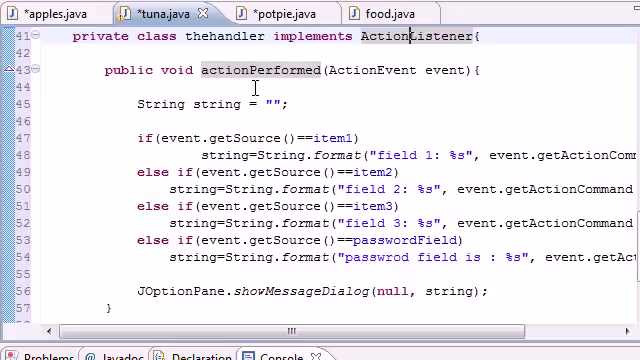 *apples.java *tuna.java *potpie.java food.java
41 private class thehandler implements ActionListener{
42
43 public void actionPerformed(ActionEvent event){
44
45 String string = "";
46
47 if(event.getSource()==item1)
48 string=String.format("field 1: %s", event.getActionComm
49 else if(event.getSource()==item2)
50 string=String.format("field 2: %s", event.getActionCommand
51 else if(event.getSource()==item3)
52 string=String.format("field 3: %s", event.getActionCommand
53 else if(event.getSource()==passwordField)
54 string=String.format("passwrod field is : %s", event.getAct
55
56 JOptionPane.showMessageDialog(null, string);
57 }
Problems Javadoc Declaration Console